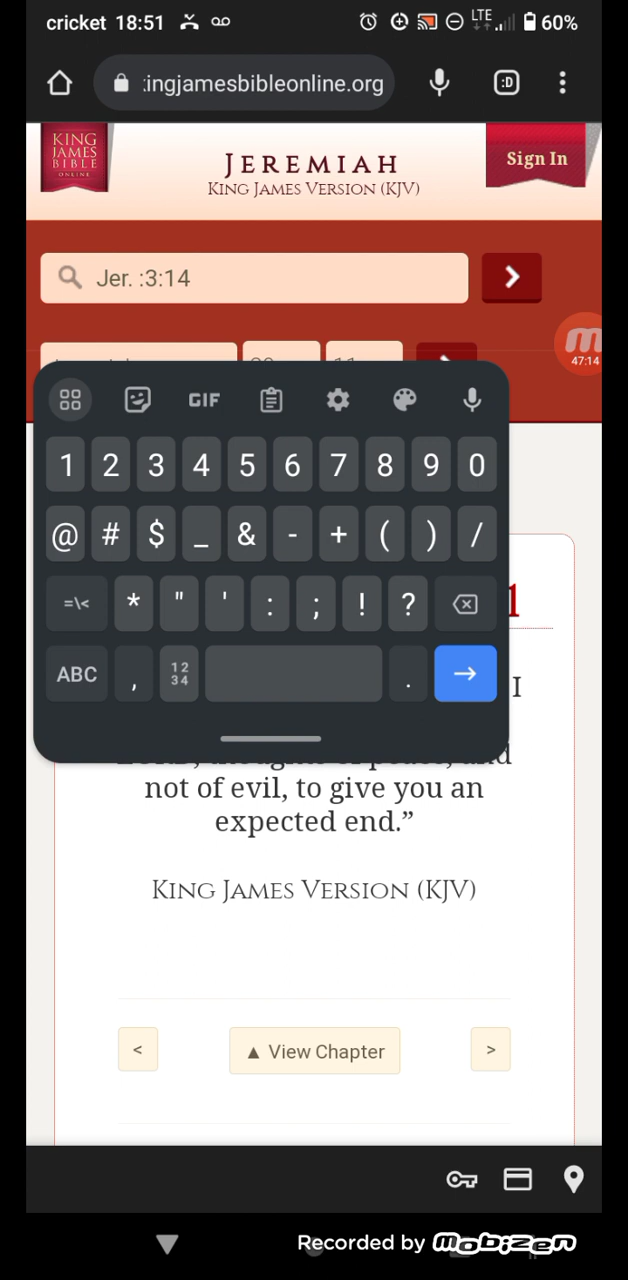 cricket 18:51 LTE 60%
:ingjamesbibleonline.org :D
KING
JAMES
BIBLE
ONLINE
JEREMIAH
KING JAMES VERSION (KJV)
Sign In
Jer. :3:14
m
47:14
GIF
1 2 3 4 5 6 7 8 9 0
@ # $ _ & - + ( ) /
=\< * " ' : ; ! ?
ABC , 12 34 .
1
I
not of evil, to give you an
expected end.”
KING JAMES VERSION (KJV)
< ▲ View Chapter >
Recorded by mobizen